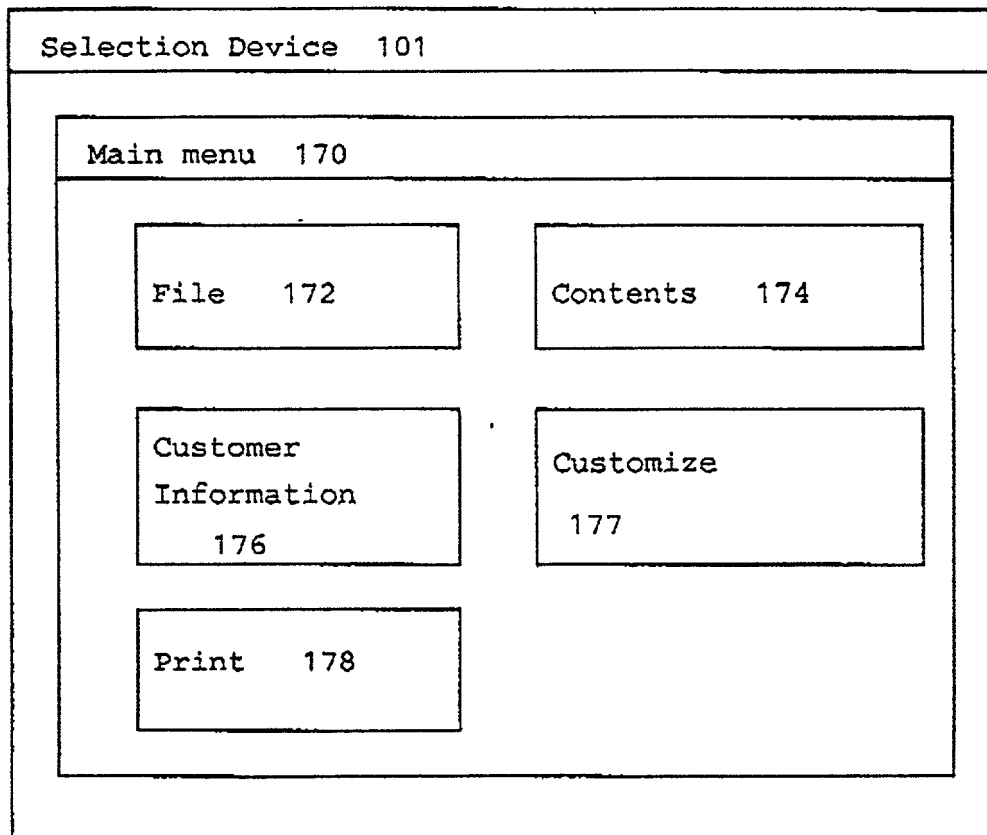 Selection Device 101
Main menu 170
File 172
Contents 174
Customer
Information
176
Customize
177
Print 178